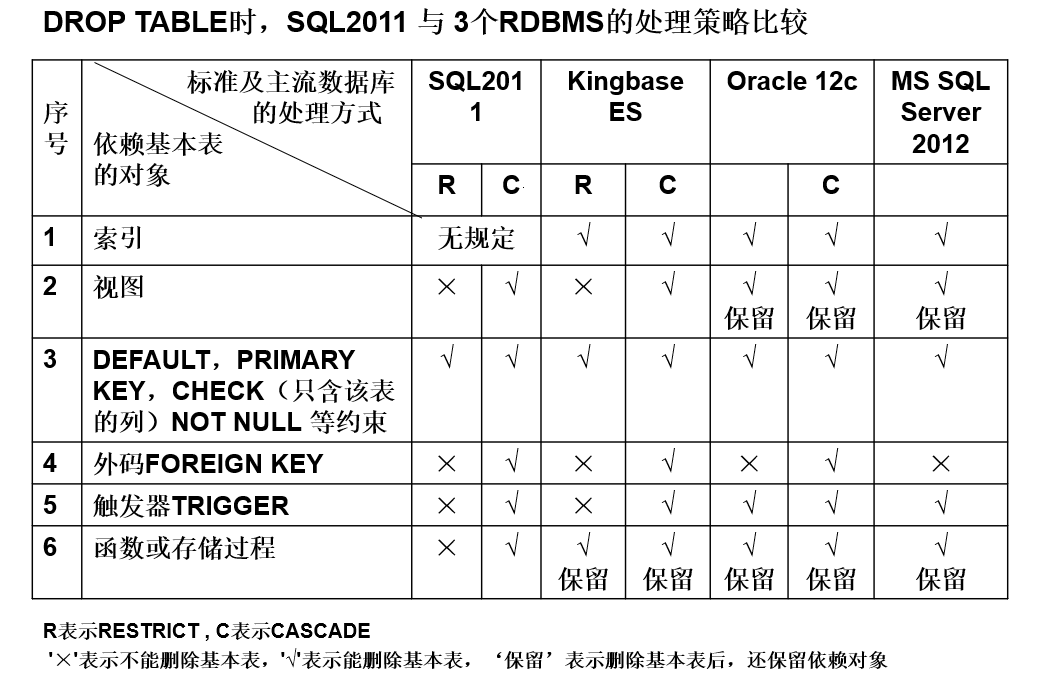 DROP TABLE时，SQL2011 与 3个RDBMS的处理策略比较
序号
标准及主流数据库
的处理方式
依赖基本表
的对象
SQL201
1
Kingbase
ES
Oracle 12c
MS SQL
Server
2012
R C R C C
1 索引 无规定 √ √ √ √ √
2 视图 × √ × √ √ √ √
保留 保留 保留
3 DEFAULT，PRIMARY √ √ √ √ √ √ √
KEY，CHECK（只含该表
的列）NOT NULL 等约束
4 外码FOREIGN KEY × √ × √ × √ ×
5 触发器TRIGGER × √ × √ √ √ √
6 函数或存储过程 × √ √ √ √ √ √
保留 保留 保留 保留 保留
R表示RESTRICT , C表示CASCADE
'×'表示不能删除基本表，'√'表示能删除基本表，‘保留’表示删除基本表后，还保留依赖对象